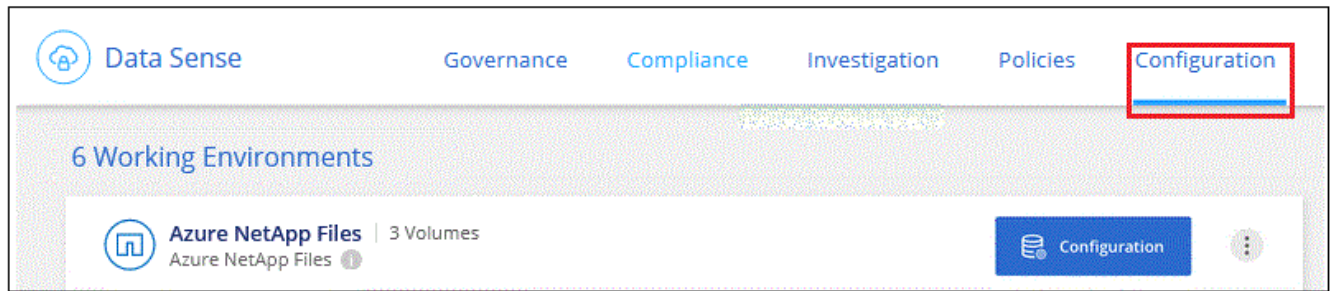 Data Sense Governance Compliance Investigation Policies Configuration
6 Working Environments
Azure NetApp Files | 3 Volumes
Azure NetApp Files
Configuration